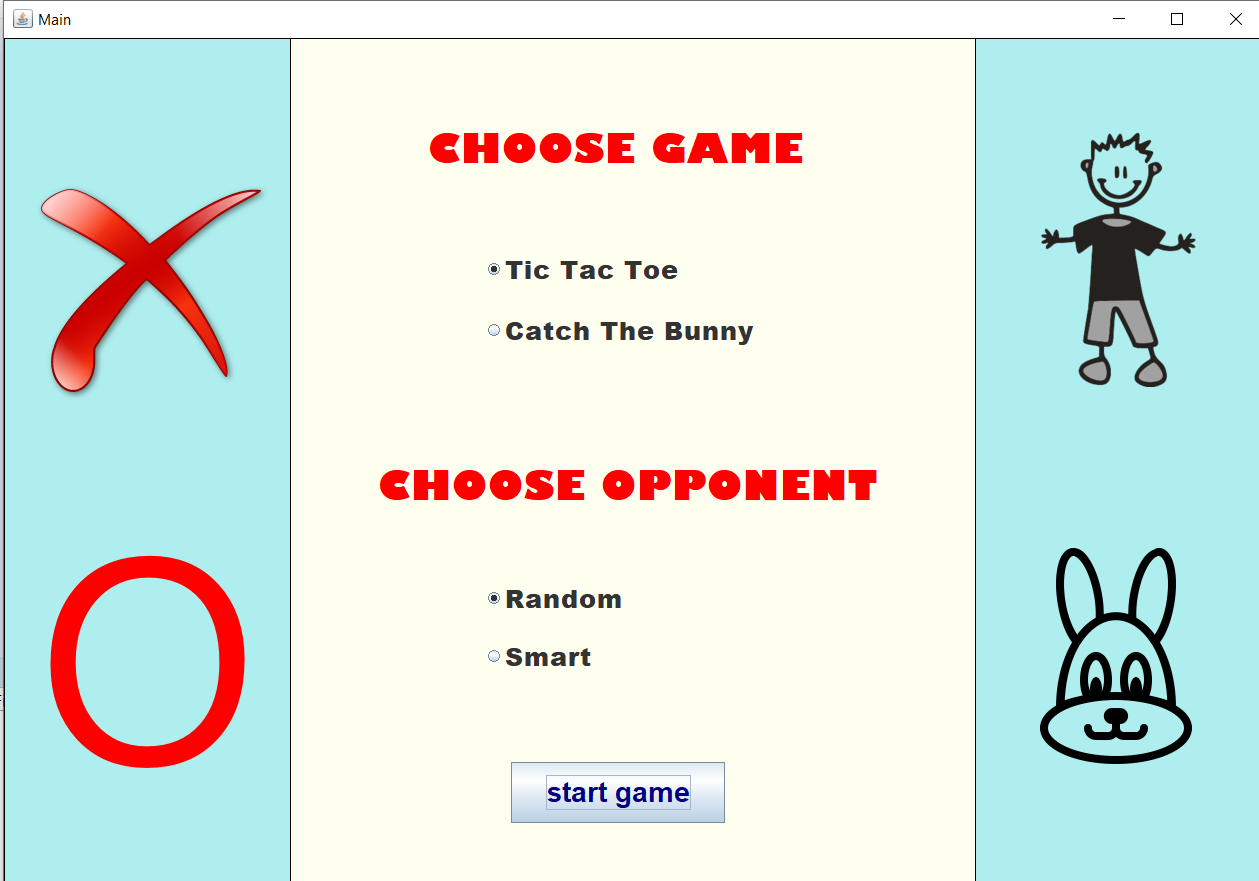 Main
CHOOSE GAME
Tic Tac Toe
Catch The Bunny
CHOOSE OPPONENT
Random
Smart
start game